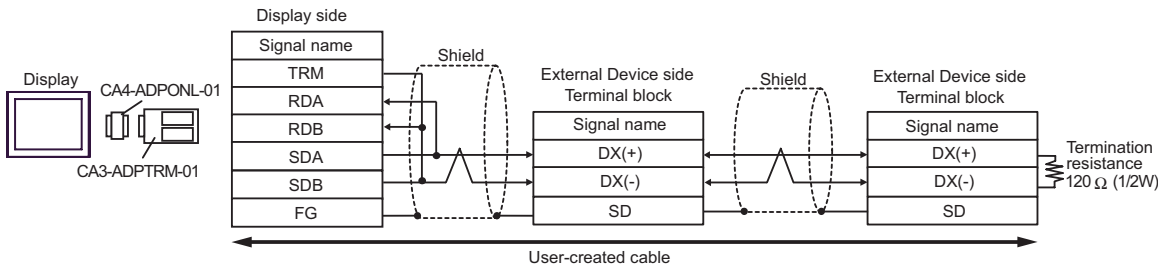 Display side
Signal name
TRM
RDA
RDB
SDA
SDB
FG
Display
CA4-ADPONL-01
CA3-ADPTRM-01
Shield
External Device side
Terminal block
Signal name
DX(+)
DX(-)
SD
Shield
External Device side
Terminal block
Signal name
DX(+)
DX(-)
SD
Termination
resistance
120 Ω (1/2W)
User-created cable